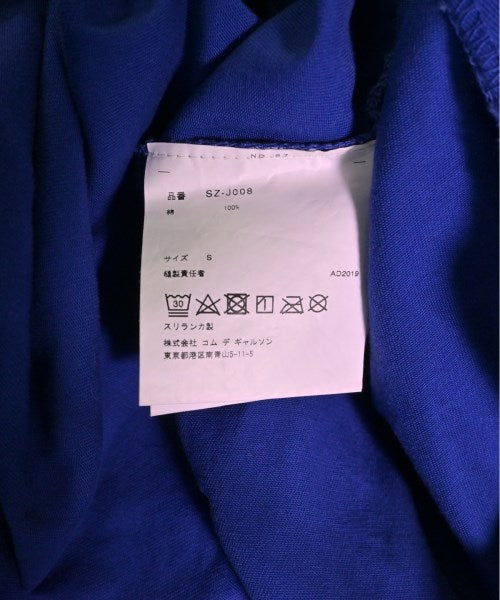 品番 SZ-J008
綿 100%
サイズ S
縫製責任者 AD2019
30
スリランカ製
株式会社 コム デ ギャルソン
東京都港区南青山5-11-5